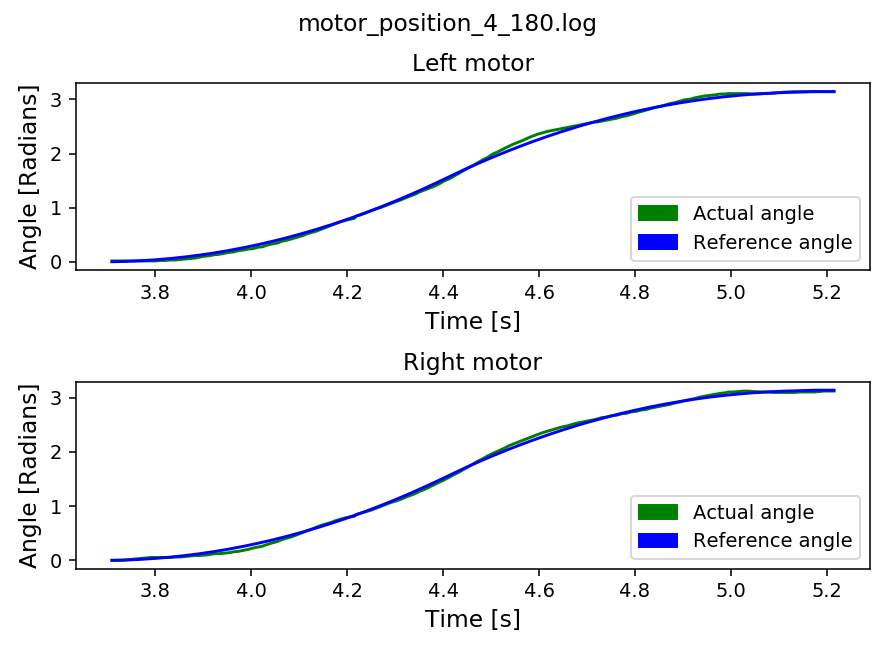 motor_position_4_180.log
Left motor
Angle [Radians]
3
2
1
0
Actual angle
Reference angle
3.8 4.0 4.2 4.4 4.6 4.8 5.0 5.2
Time [s]
Right motor
Angle [Radians]
3
2
1
0
Actual angle
Reference angle
3.8 4.0 4.2 4.4 4.6 4.8 5.0 5.2
Time [s]